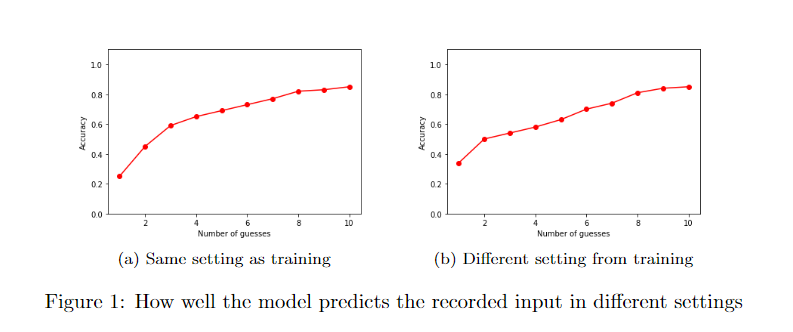 1.0
0.8
0.6
0.4
0.2
0.0
Accuracy
2 4 6 8 10
Number of guesses
(a) Same setting as training
1.0
0.8
0.6
0.4
0.2
0.0
Accuracy
2 4 6 8 10
Number of guesses
(b) Different setting from training
Figure 1: How well the model predicts the recorded input in different settings